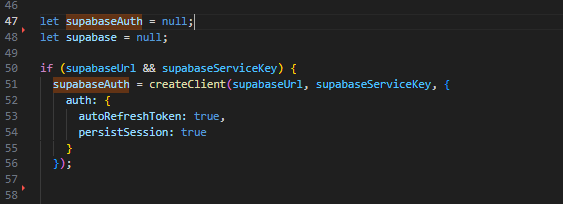 46
47 let supabaseAuth = null;
48 let supabase = null;
49
50 if (supabaseUrl && supabaseServiceKey) {
51   supabaseAuth = createClient(supabaseUrl, supabaseServiceKey, {
52     auth: {
53       autoRefreshToken: true,
54       persistSession: true
55     }
56   });
57
58